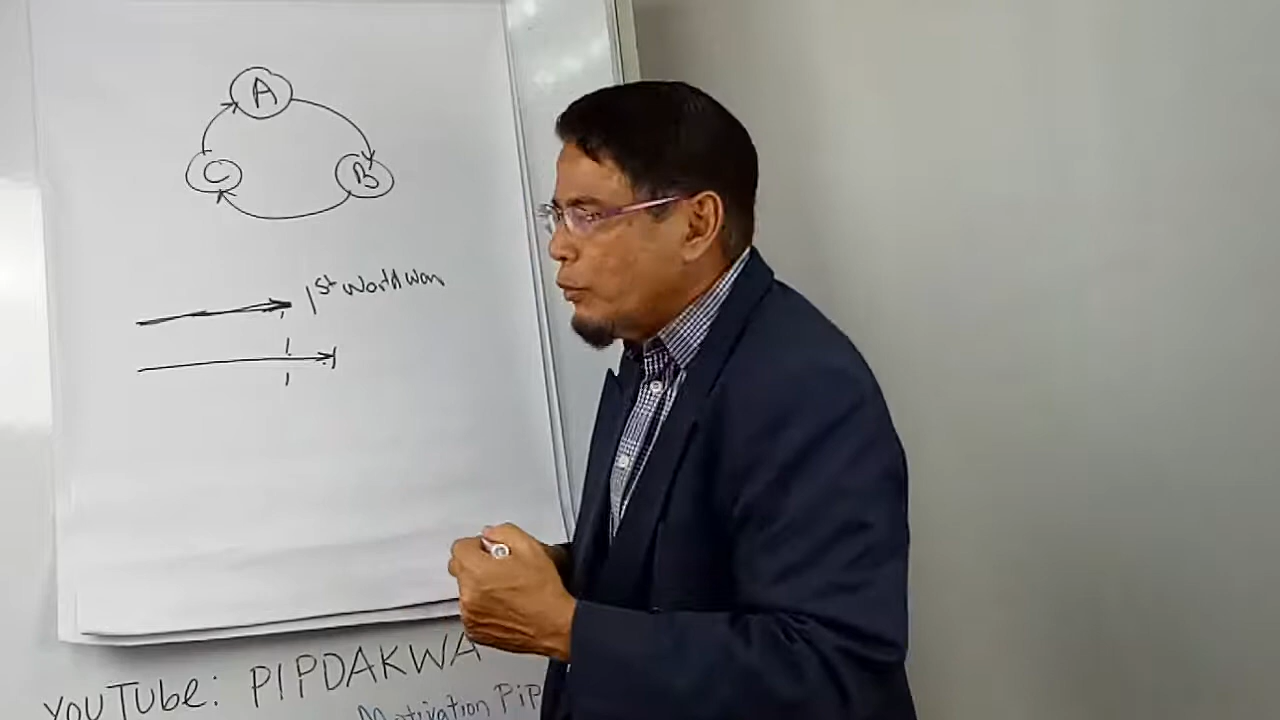 A
C
B
1st World War
YouTube: PIPDAKWA
Motivation PiP